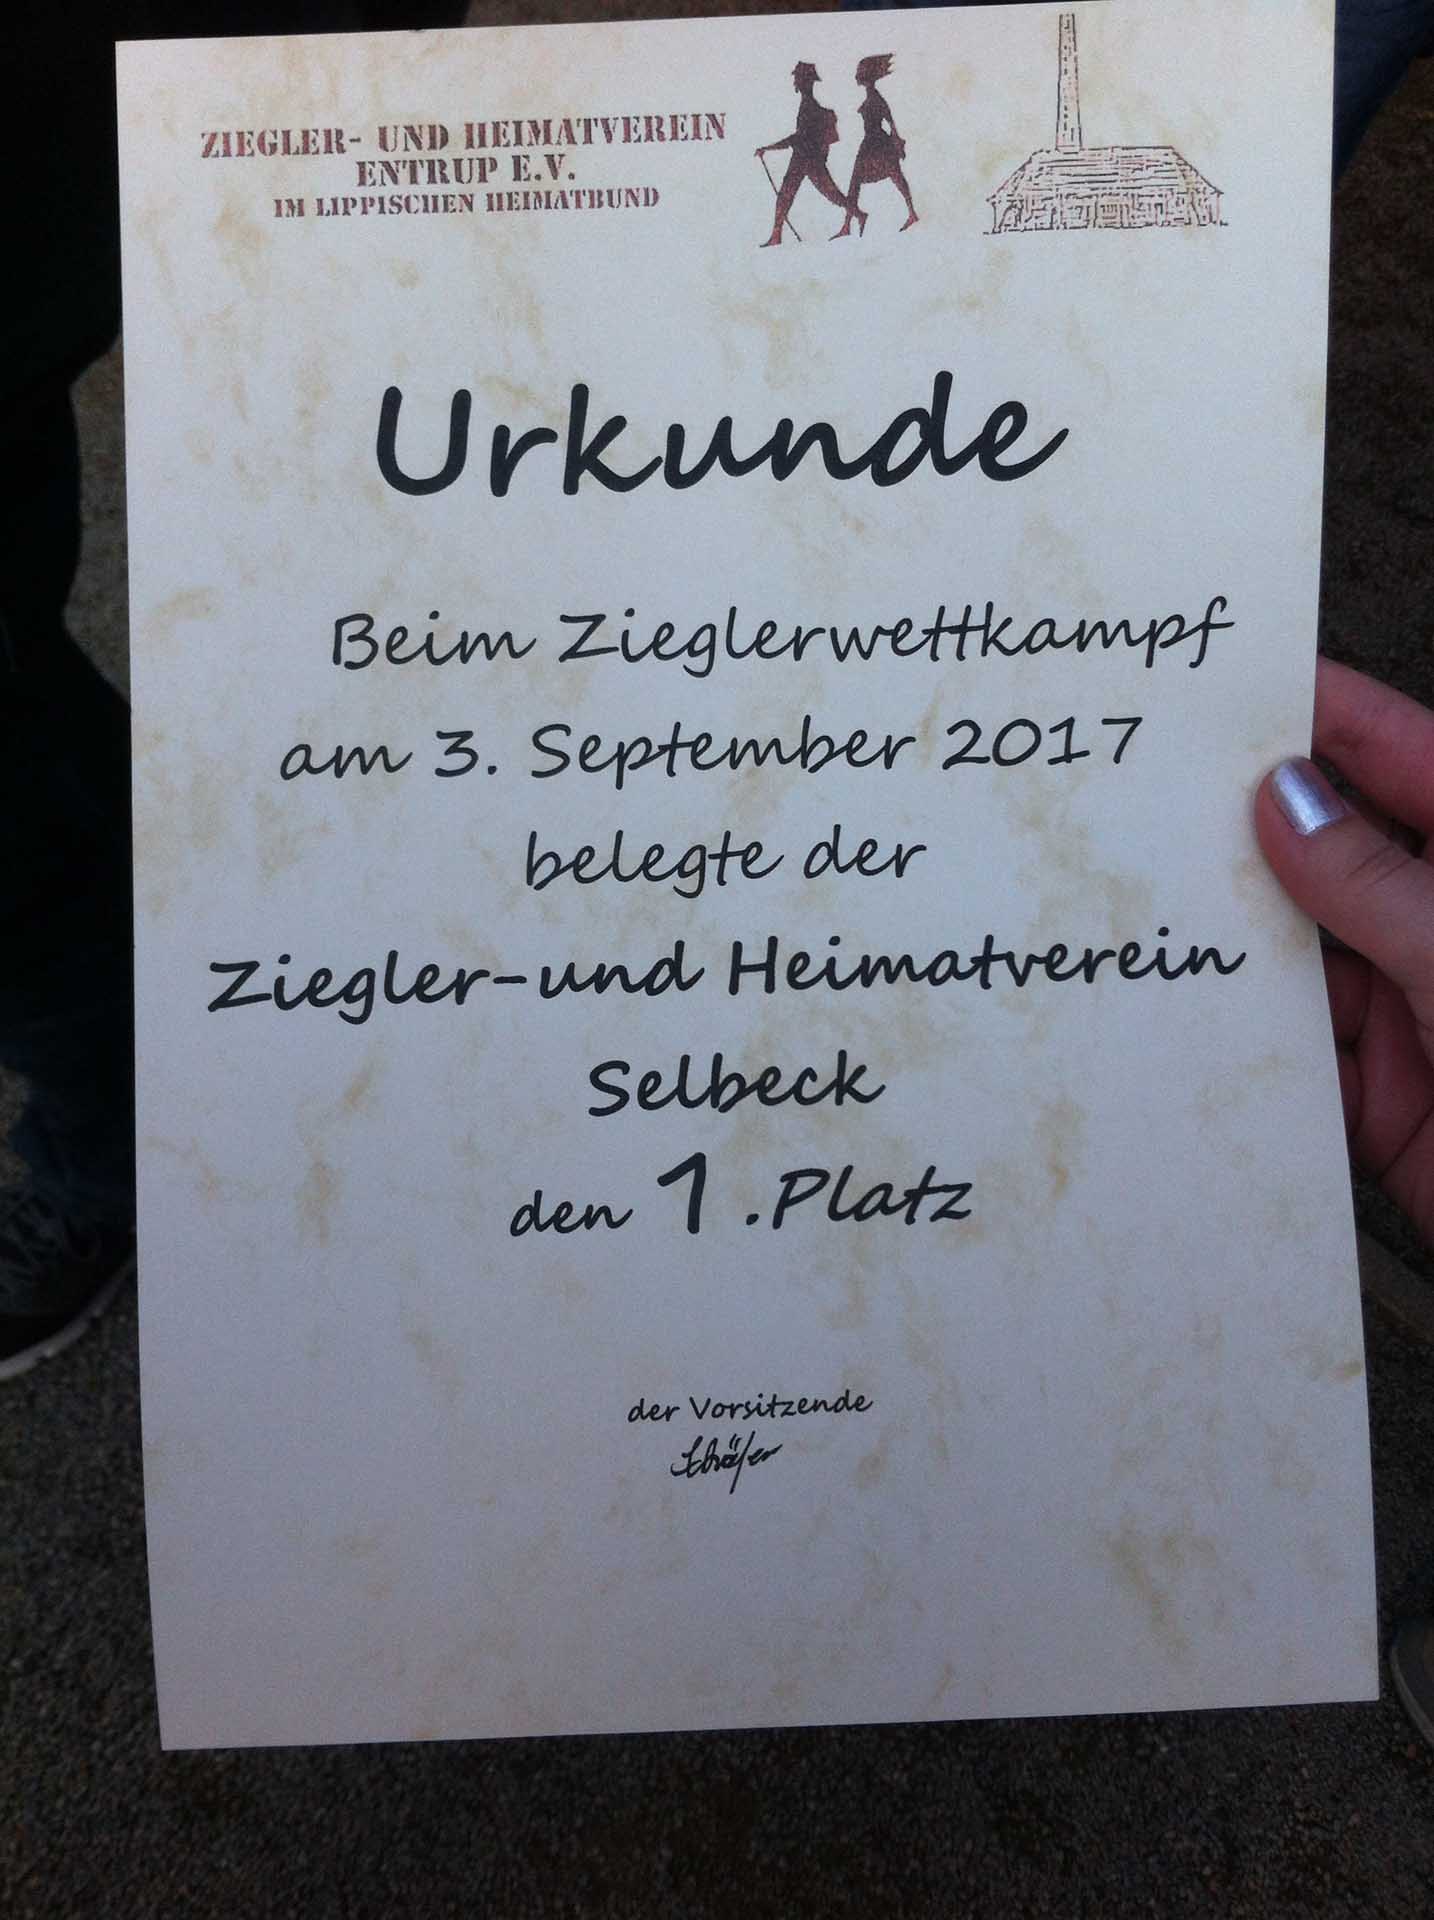 ZIEGLER- UND HEIMATVEREIN
ENTRUP E.V.
IM LIPPISCHEN HEIMATBUND
Urkunde
Beim Zieglerwettkampf
am 3. September 2017
belegte der
Ziegler-und Heimatverein
Selbeck
den 1.Platz
der Vorsitzende
Schäfer